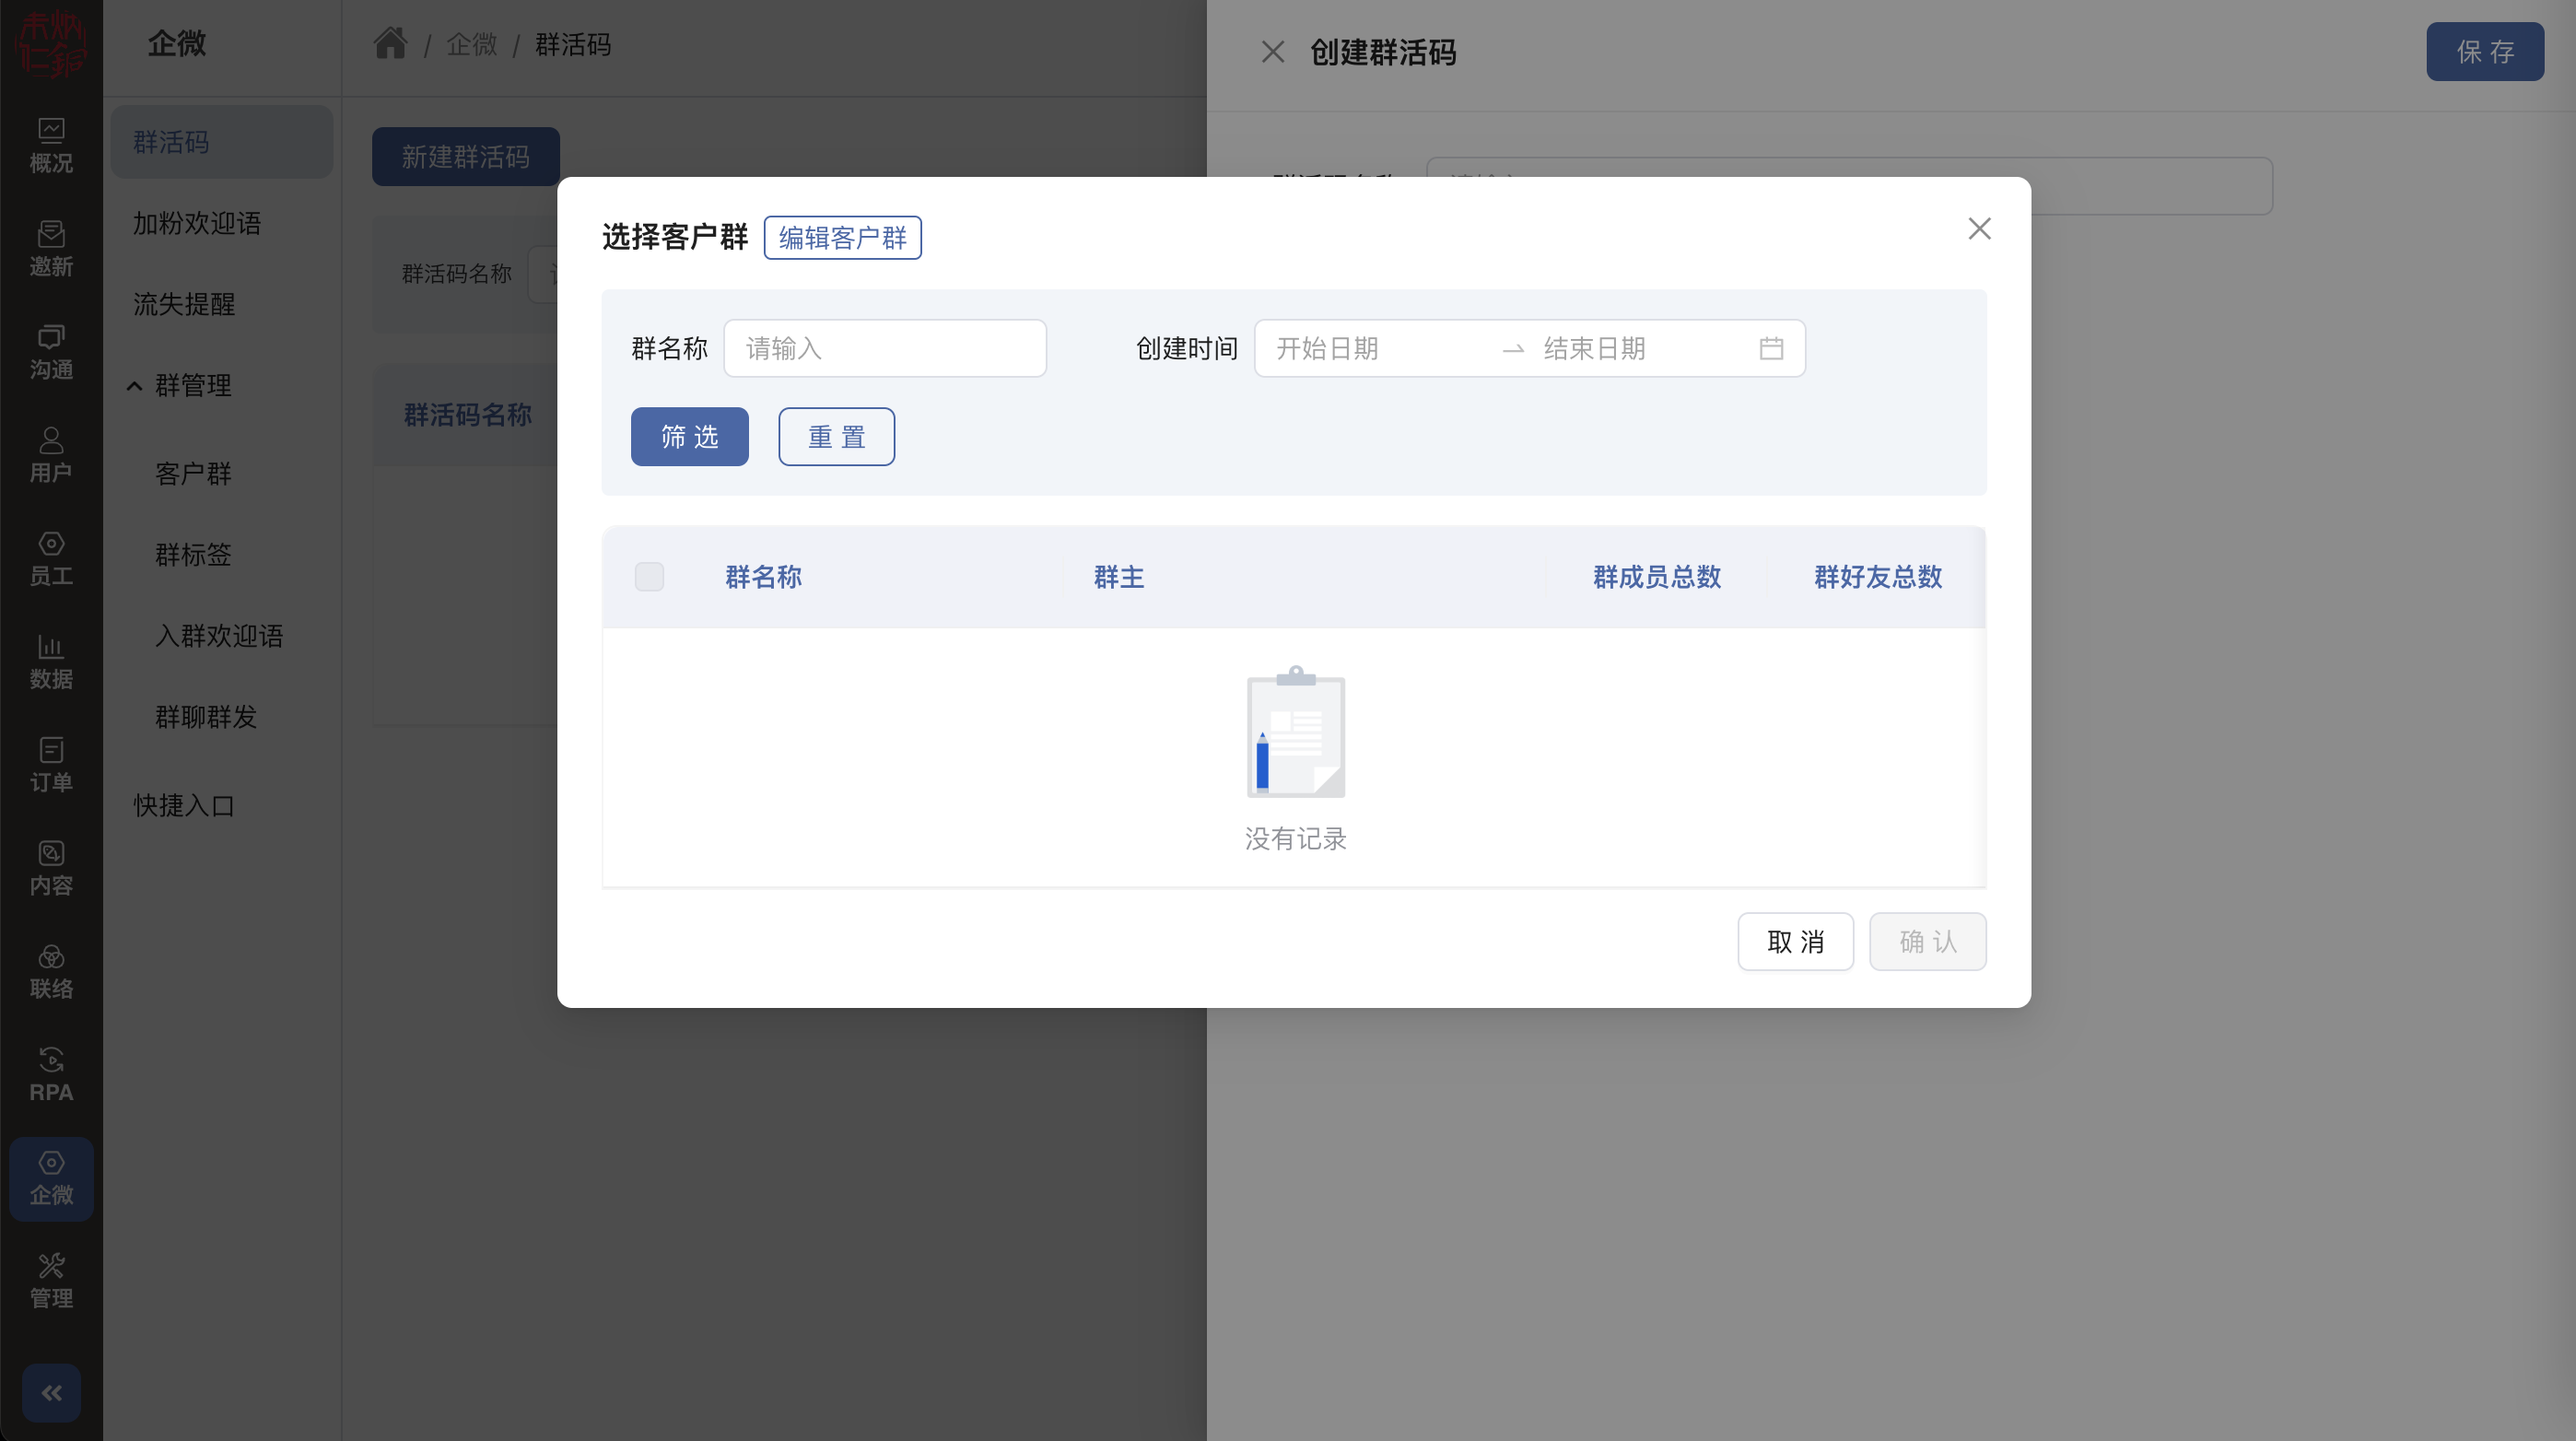 概况
邀新
沟通
用户
员工
数据
订单
内容
联络
RPA
企微
管理
企微
群活码
加粉欢迎语
流失提醒
群管理
客户群
群标签
入群欢迎语
群聊群发
快捷入口
/ 企微 / 群活码
新建群活码
群活码名称
群活码名称
创建群活码
保存
选择客户群 编辑客户群
群名称 请输入 创建时间 开始日期 结束日期
筛选 重置
群名称 群主 群成员总数 群好友总数
没有记录
取消 确认